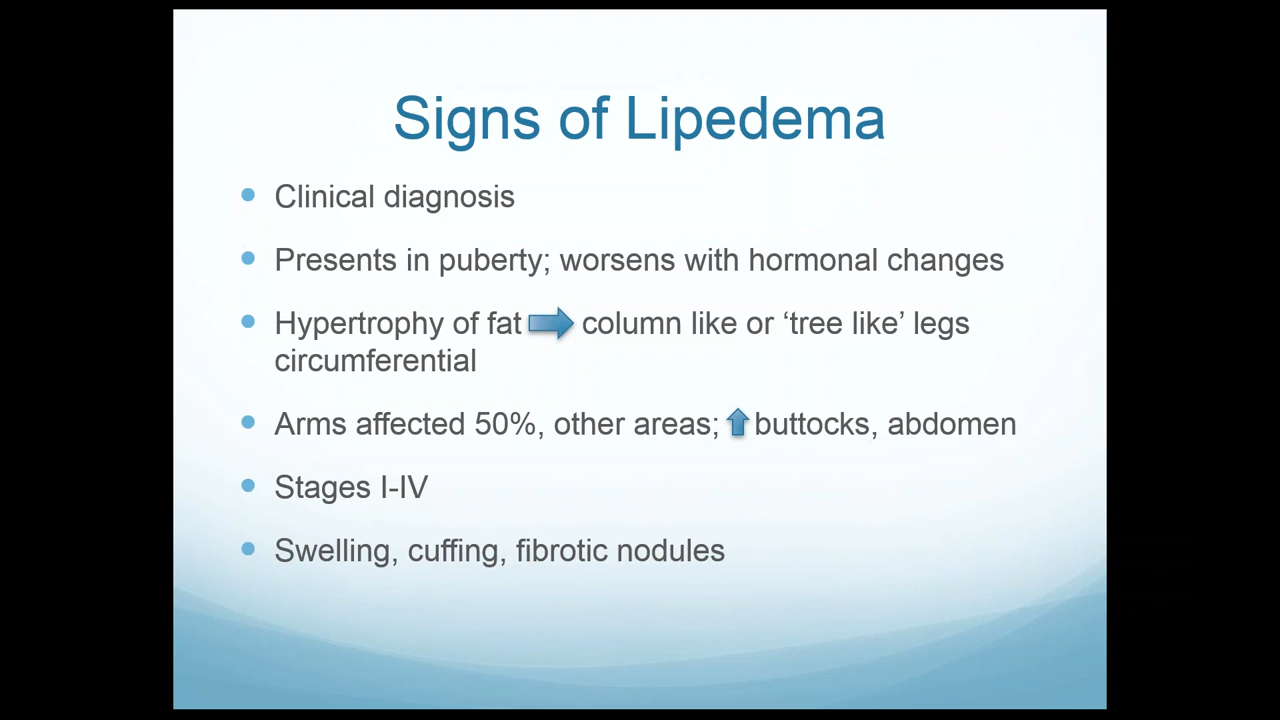 Signs of Lipedema
Clinical diagnosis
Presents in puberty; worsens with hormonal changes
Hypertrophy of fat column like or ‘tree like’ legs
circumferential
Arms affected 50%, other areas; buttocks, abdomen
Stages I-IV
Swelling, cuffing, fibrotic nodules